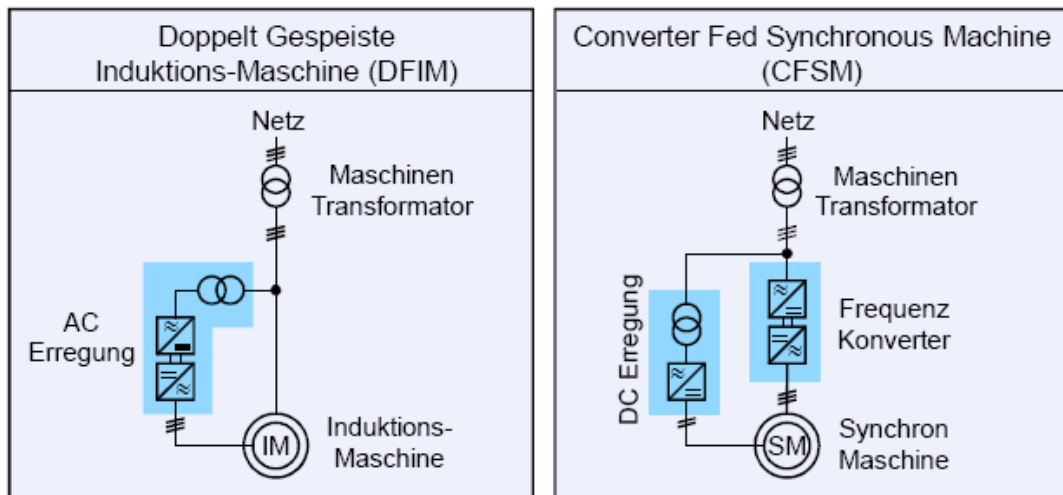 Doppelt Gespeiste
Induktions-Maschine (DFIM)
Netz
Maschinen
Transformator
AC
Erregung
Induktions-
Maschine
IM
Converter Fed Synchronous Machine
(CFSM)
Netz
Maschinen
Transformator
DC Erregung
Frequenz
Konverter
SM
Synchron
Maschine